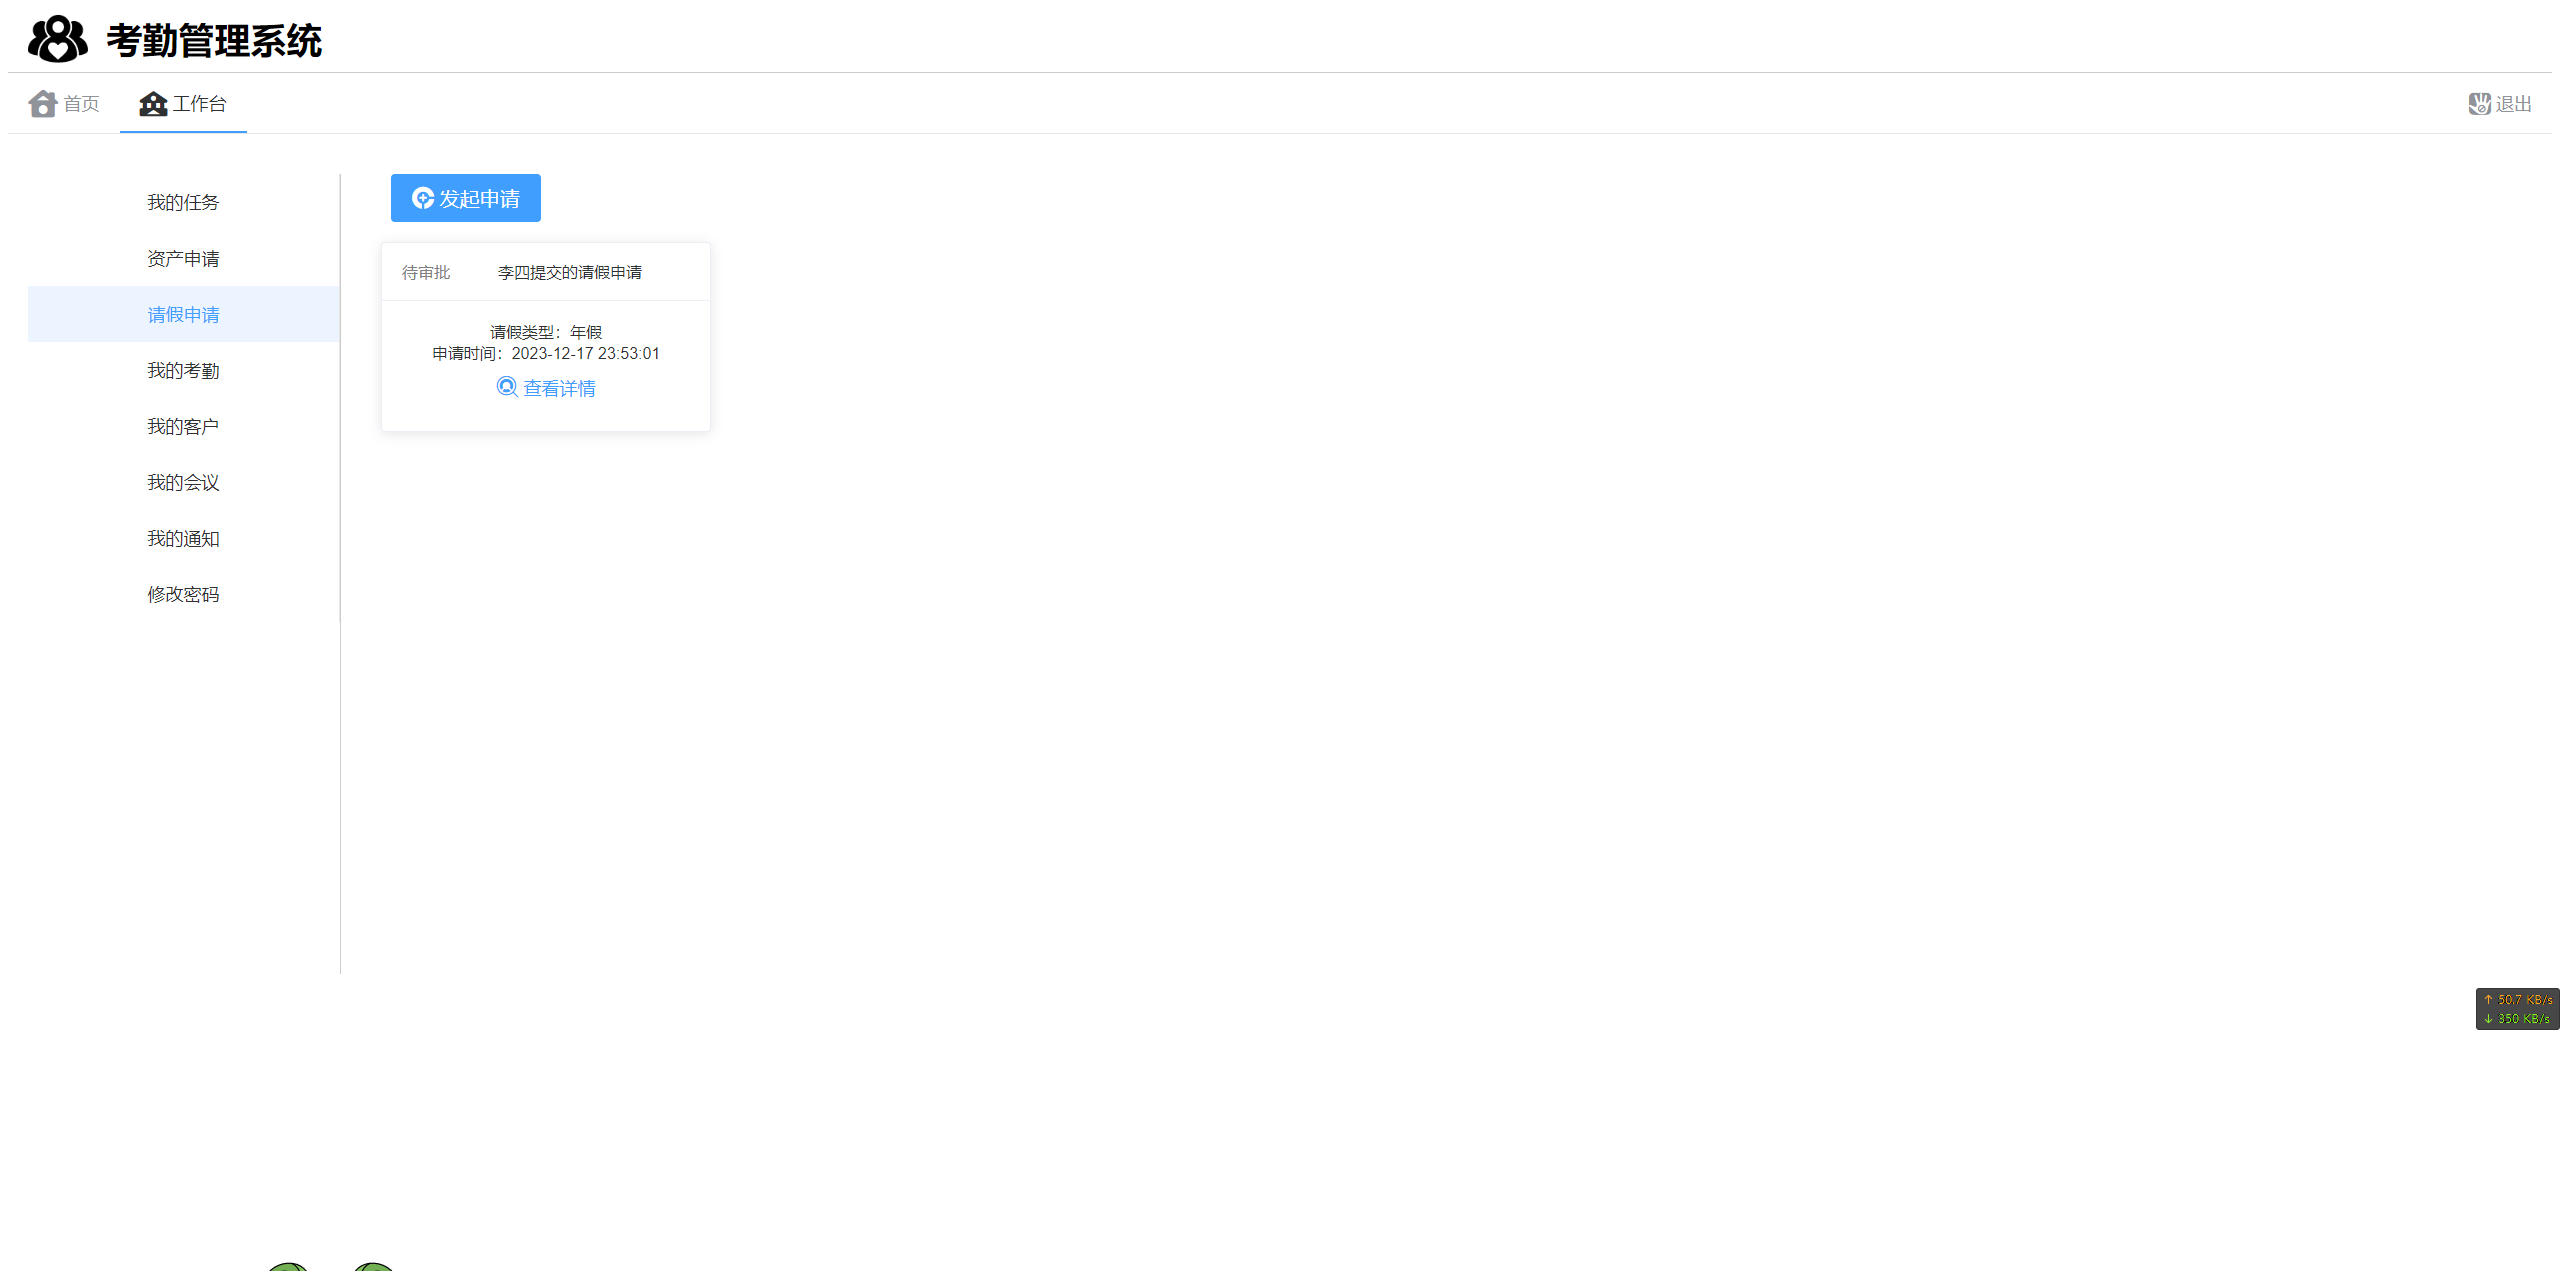 考勤管理系统
首页 工作台 退出
我的任务
资产申请
请假申请
我的考勤
我的客户
我的会议
我的通知
修改密码
发起申请
待审批 李四提交的请假申请
请假类型：年假
申请时间：2023-12-17 23:53:01
查看详情
↑ 50.7 KB/s
↓ 350 KB/s